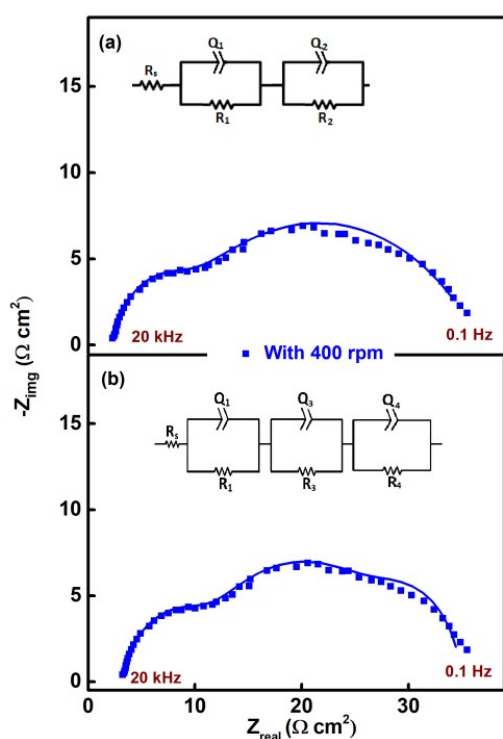 (a)
Q1
Q2
Rs
R1
R2
15
10
5
0
20 kHz
0.1 Hz
With 400 rpm
-Zimg (Ω cm²)
(b)
Q1
Q3
Q4
Rs
R1
R3
R4
15
10
5
0
20 kHz
0.1 Hz
0
10
20
30
Zreal (Ω cm²)